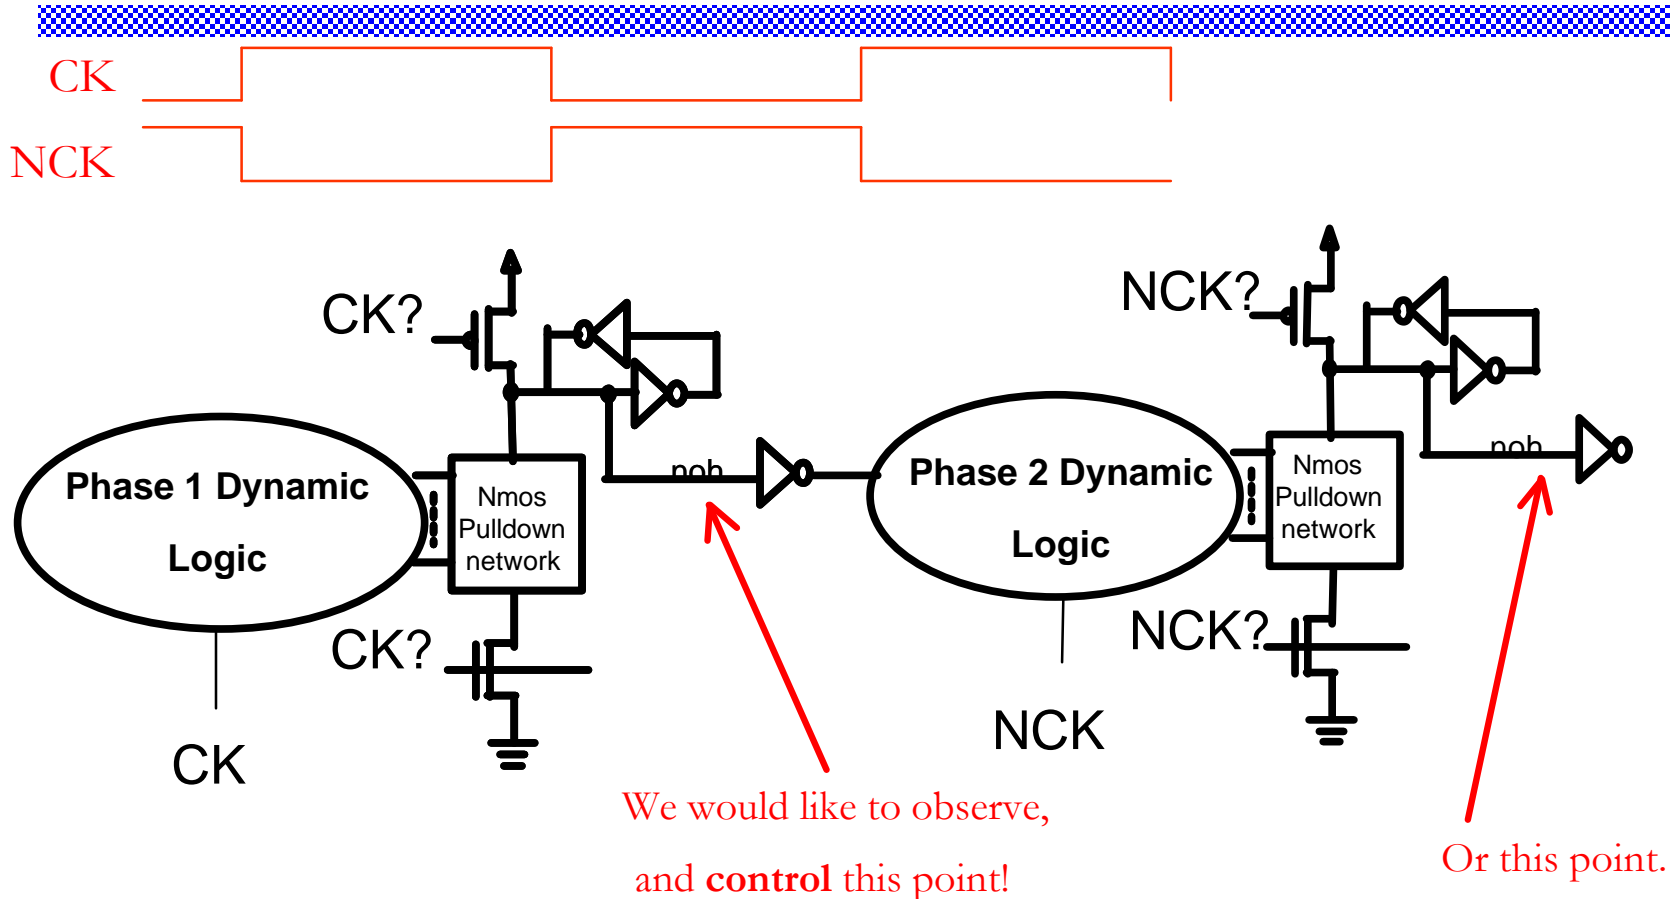 CK
NCK
CK?
NCK?
Phase 1 Dynamic
Logic
Nmos
Pulldown
network
noh
Phase 2 Dynamic
Logic
Nmos
Pulldown
network
noh
CK?
NCK?
CK
NCK
We would like to observe,
and control this point!
Or this point.